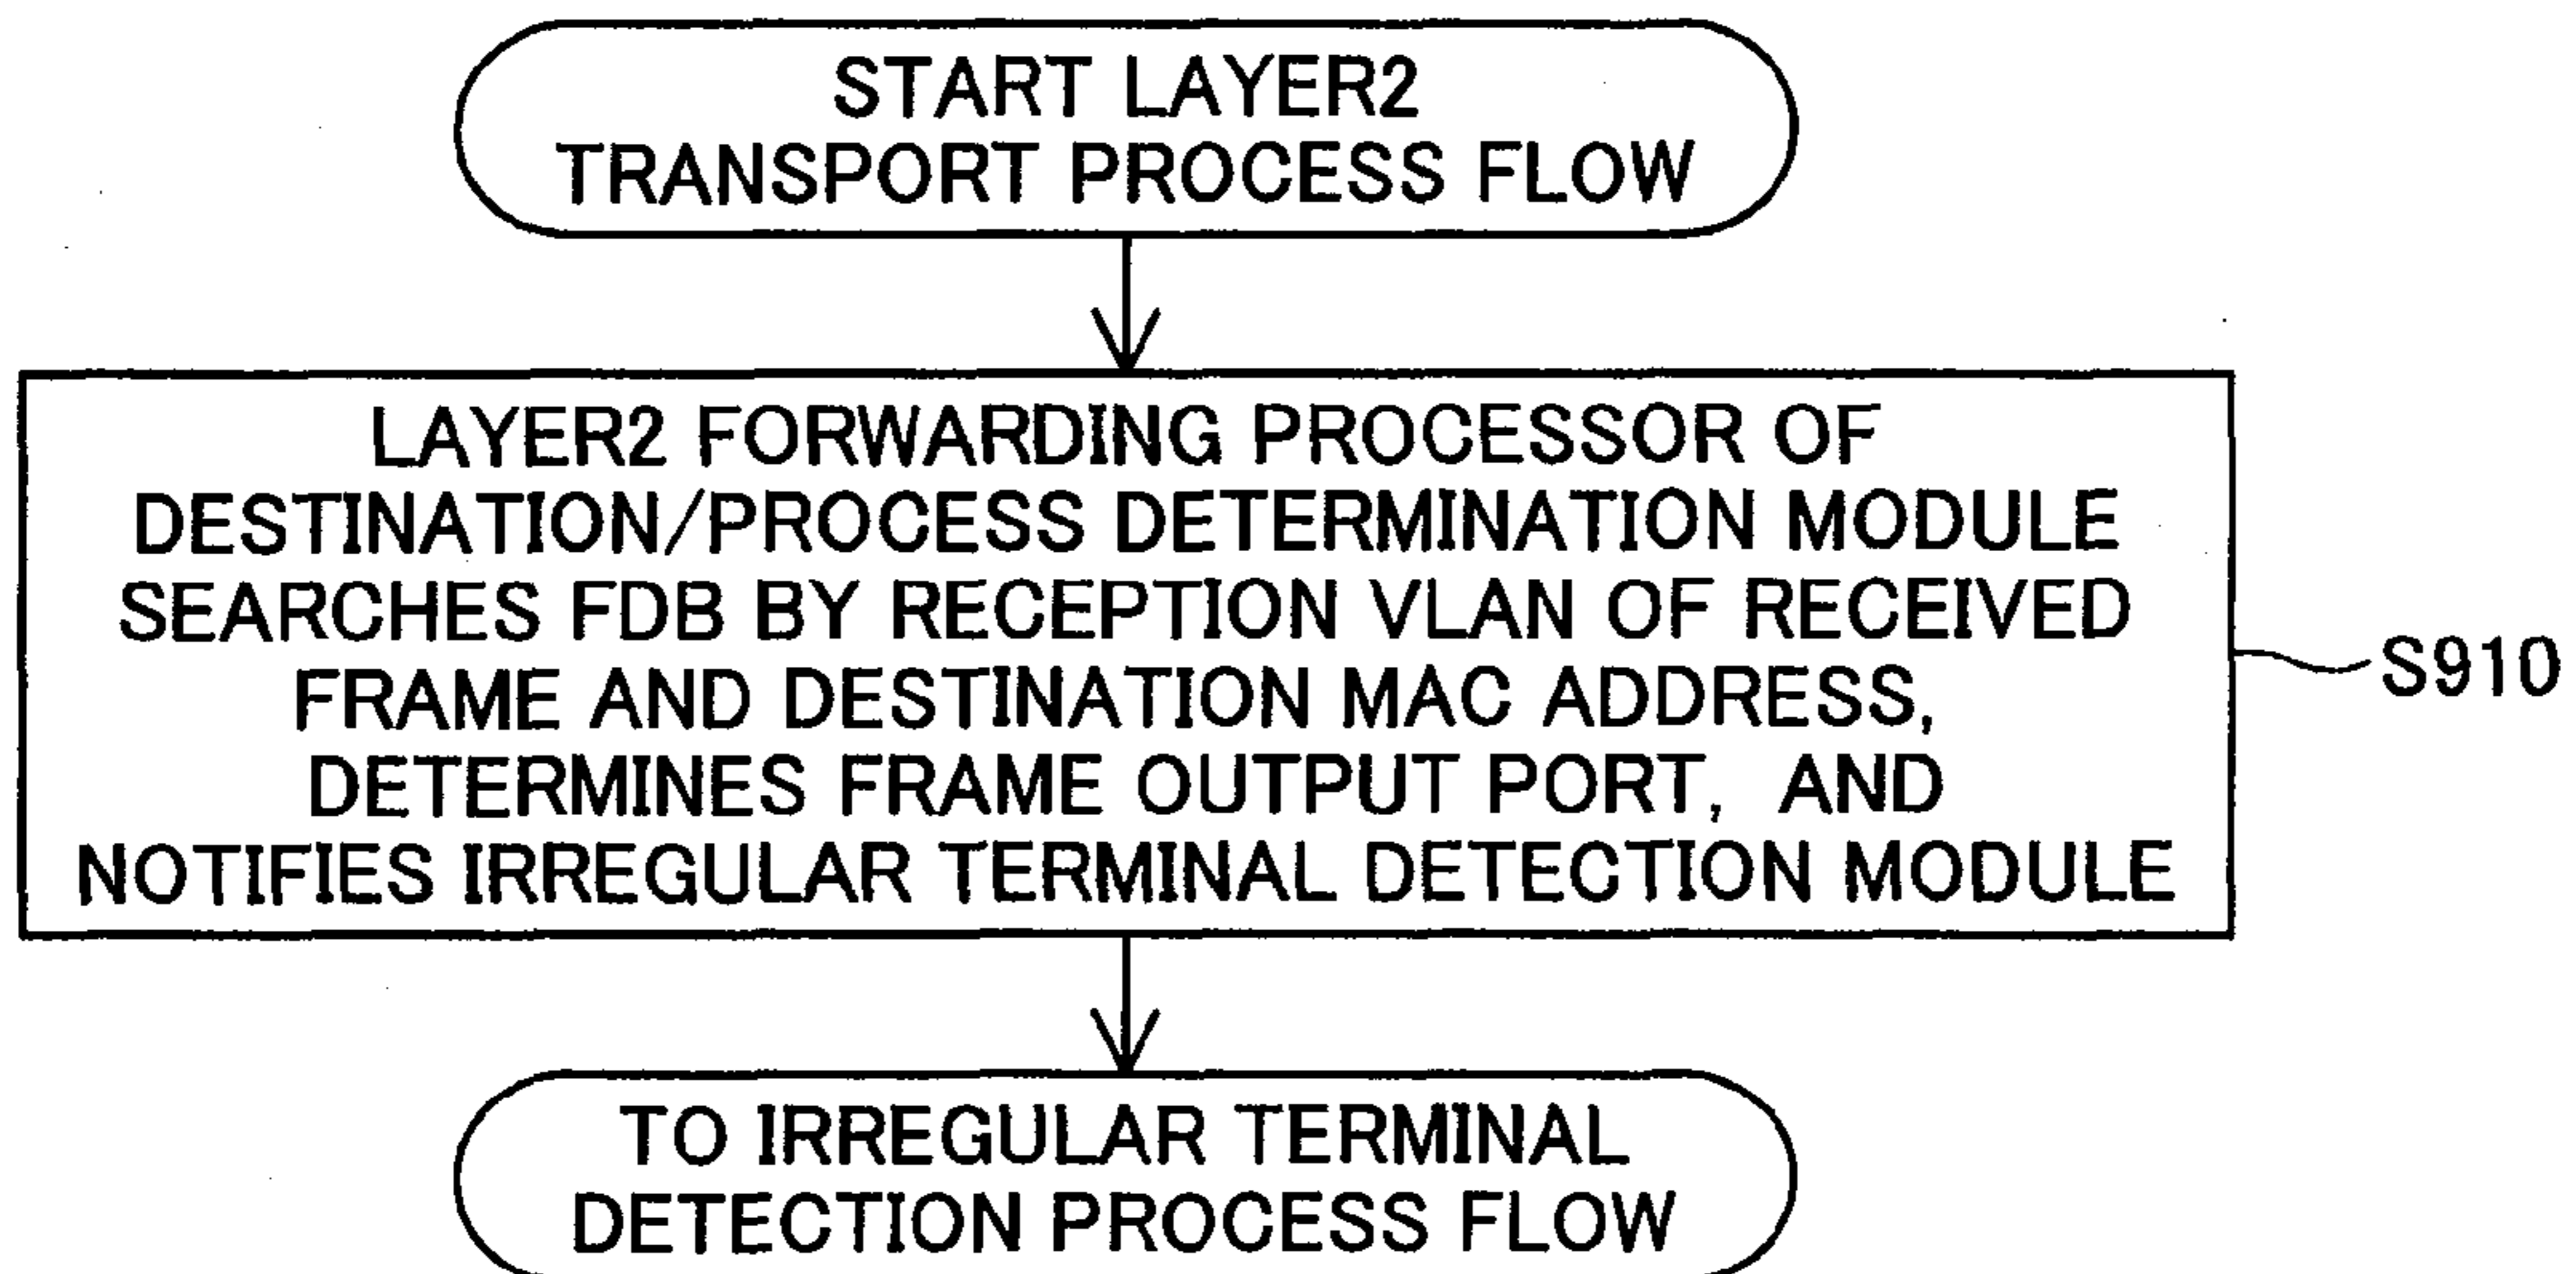 START LAYER2
TRANSPORT PROCESS FLOW
LAYER2 FORWARDING PROCESSOR OF
DESTINATION/PROCESS DETERMINATION MODULE
SEARCHES FDB BY RECEPTION VLAN OF RECEIVED
FRAME AND DESTINATION MAC ADDRESS,
DETERMINES FRAME OUTPUT PORT, AND
NOTIFIES IRREGULAR TERMINAL DETECTION MODULE
S910
TO IRREGULAR TERMINAL
DETECTION PROCESS FLOW